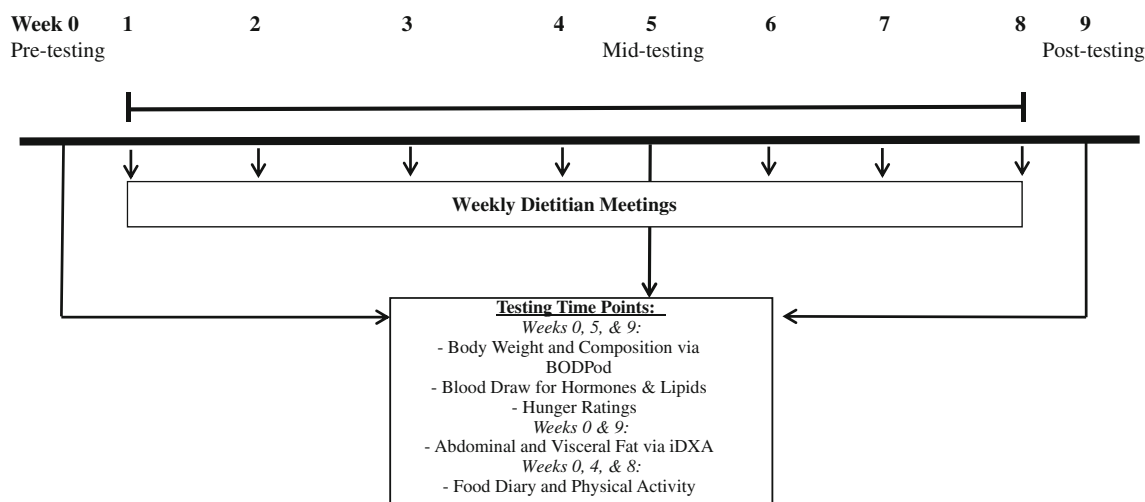 Week 0 1 2 3 4 5 6 7 8 9
Pre-testing Mid-testing Post-testing
Weekly Dietitian Meetings
Testing Time Points:
Weeks 0, 5, & 9:
- Body Weight and Composition via
BODPod
- Blood Draw for Hormones & Lipids
- Hunger Ratings
Weeks 0 & 9:
- Abdominal and Visceral Fat via iDXA
Weeks 0, 4, & 8:
- Food Diary and Physical Activity